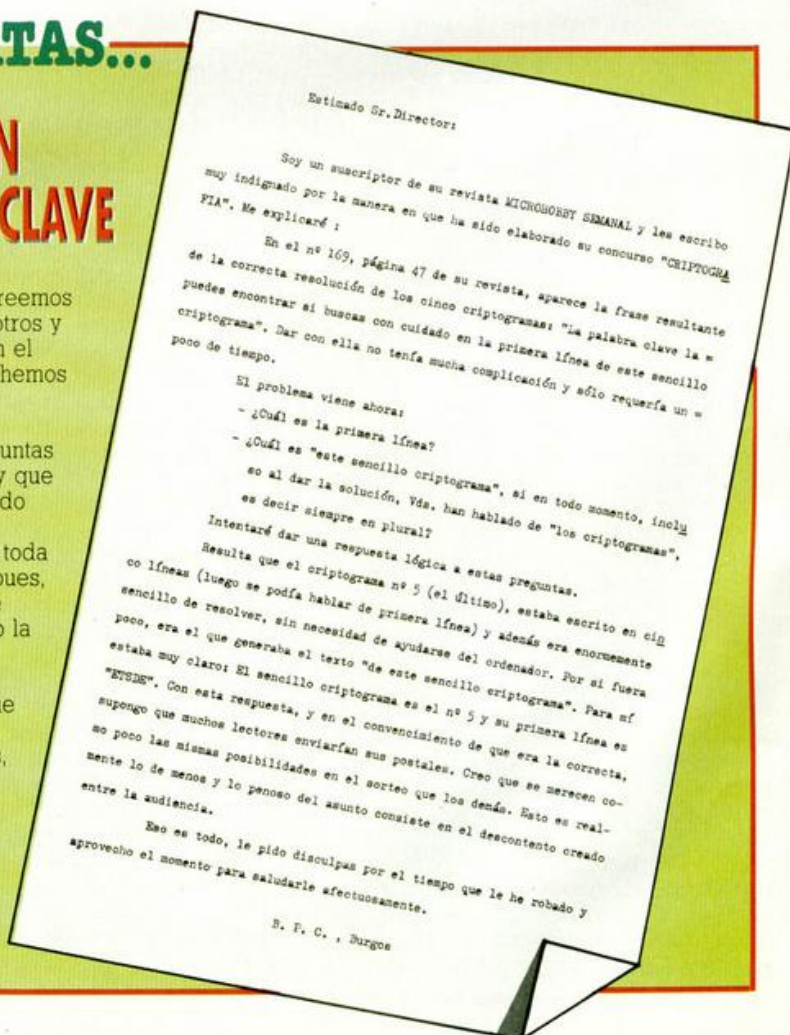 TAS...
N
CLAVE
reemos
otros y
n el
hemos
untas
y que
do
toda
pues,
o la
ue
s,
Estimado Sr. Director:
Soy un suscriptor de su revista MICROHOBBY SEMANAL y les escribo
muy indignado por la manera en que ha sido elaborado su concurso "CRIPTOGRA
FIA". Me explicaré :
En el nº 169, página 47 de su revista, aparece la frase resultante
de la correcta resolución de los cinco criptogramas: "La palabra clave la =
puedes encontrar si buscas con cuidado en la primera línea de este sencillo
criptograma". Dar con ella no tenía mucha complicación y sólo requería un =
poco de tiempo.
El problema viene ahora:
- ¿Cuál es la primera línea?
- ¿Cuál es "este sencillo criptograma", si en todo momento, inclu
so al dar la solución, Vds. han hablado de "los criptogramas",
es decir siempre en plural?
Intentaré dar una respuesta lógica a estas preguntas.
Resulta que el criptograma nº 5 (el último), estaba escrito en cin
co líneas (luego se podía hablar de primera línea) y además era enormemente
sencillo de resolver, sin necesidad de ayudarse del ordenador. Por si fuera
poco, era el que generaba el texto "de este sencillo criptograma". Para mí
estaba muy claro: El sencillo criptograma es el nº 5 y su primera línea es
"ETSDE". Con esta respuesta, y en el convencimiento de que era la correcta,
supongo que muchos lectores enviarían sus postales. Creo que se merecen co-
mo poco las mismas posibilidades en el sorteo que los demás. Esto es real-
mente lo de menos y lo penoso del asunto consiste en el descontento creado
entre la audiencia.
Eso es todo, le pido disculpas por el tiempo que le he robado y
aprovecho el momento para saludarle afectuosamente.
B. P. C. , Burgos